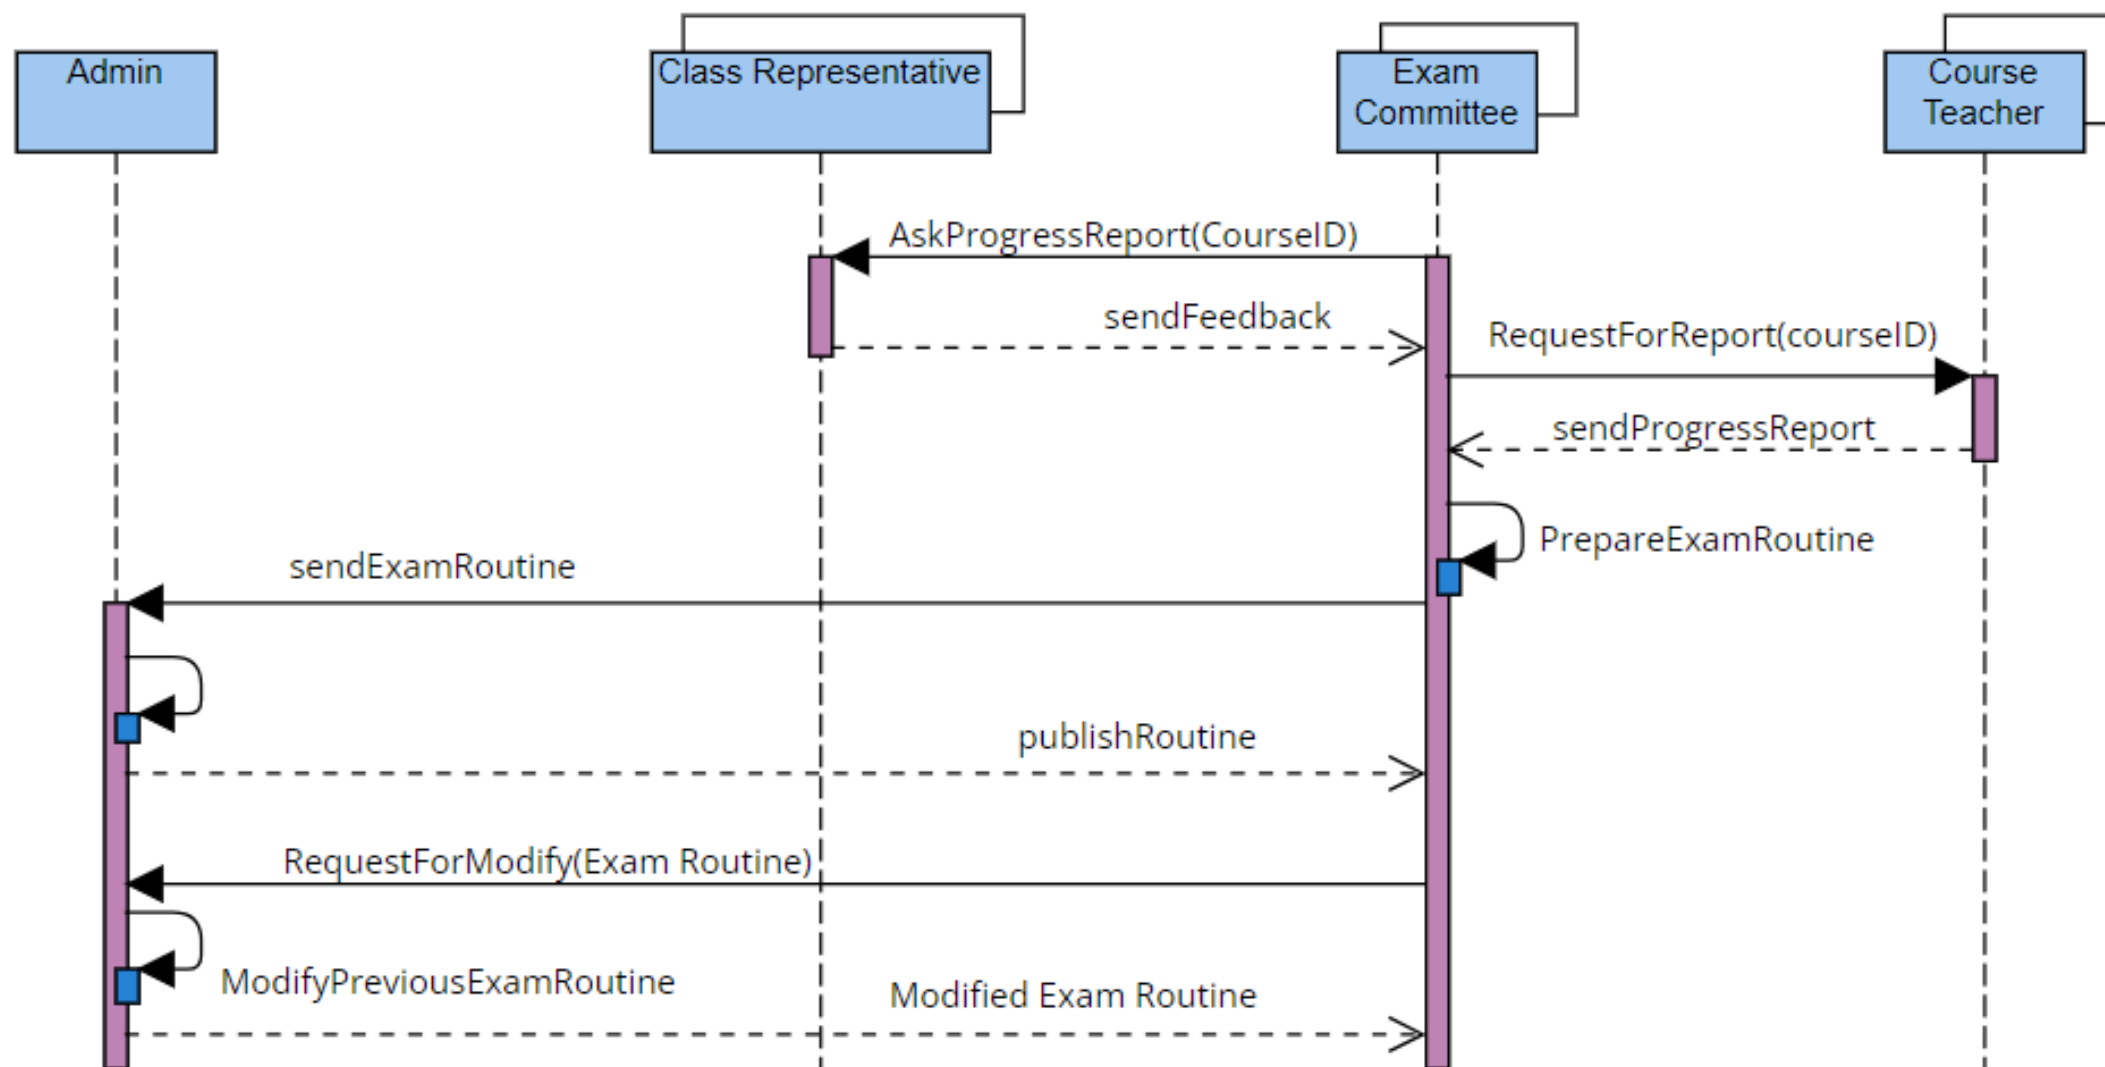 Admin
Class Representative
Exam
Committee
Course
Teacher
AskProgressReport(CourseID)
sendFeedback
RequestForReport(courseID)
sendProgressReport
PrepareExamRoutine
sendExamRoutine
publishRoutine
RequestForModify(Exam Routine)
ModifyPreviousExamRoutine
Modified Exam Routine